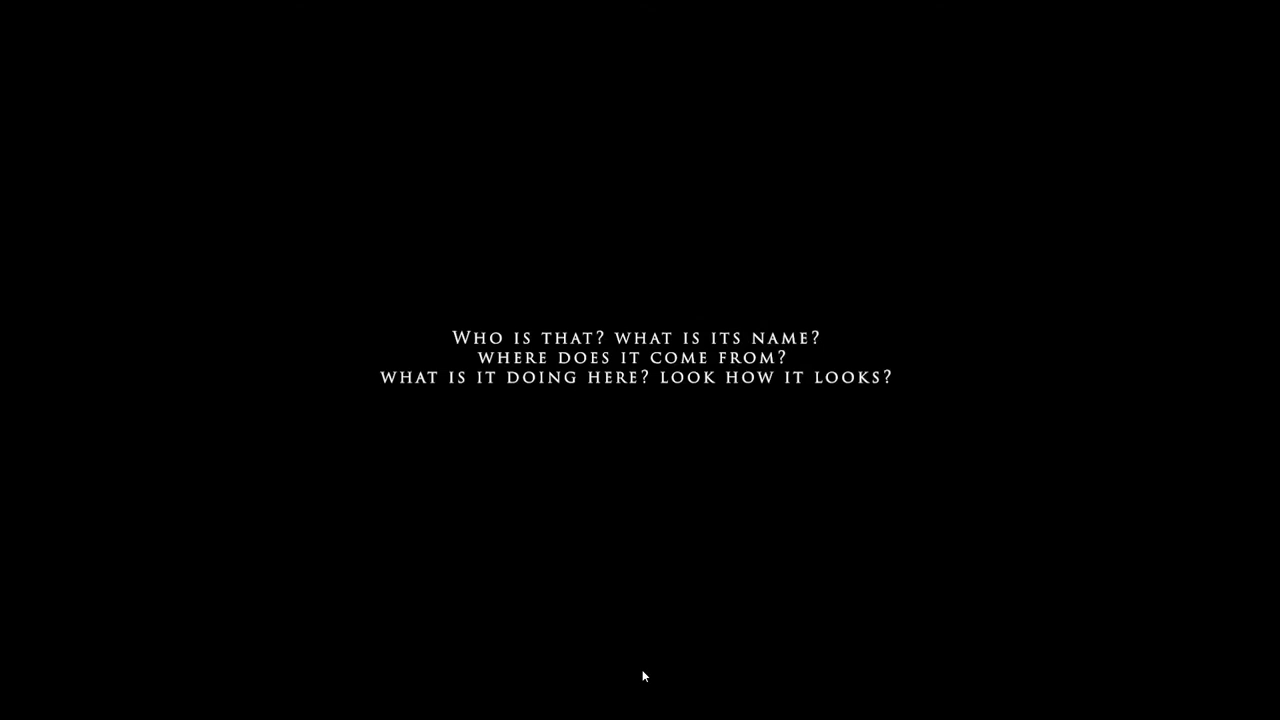 Who is that? what is its name?
where does it come from?
what is it doing here? look how it looks?